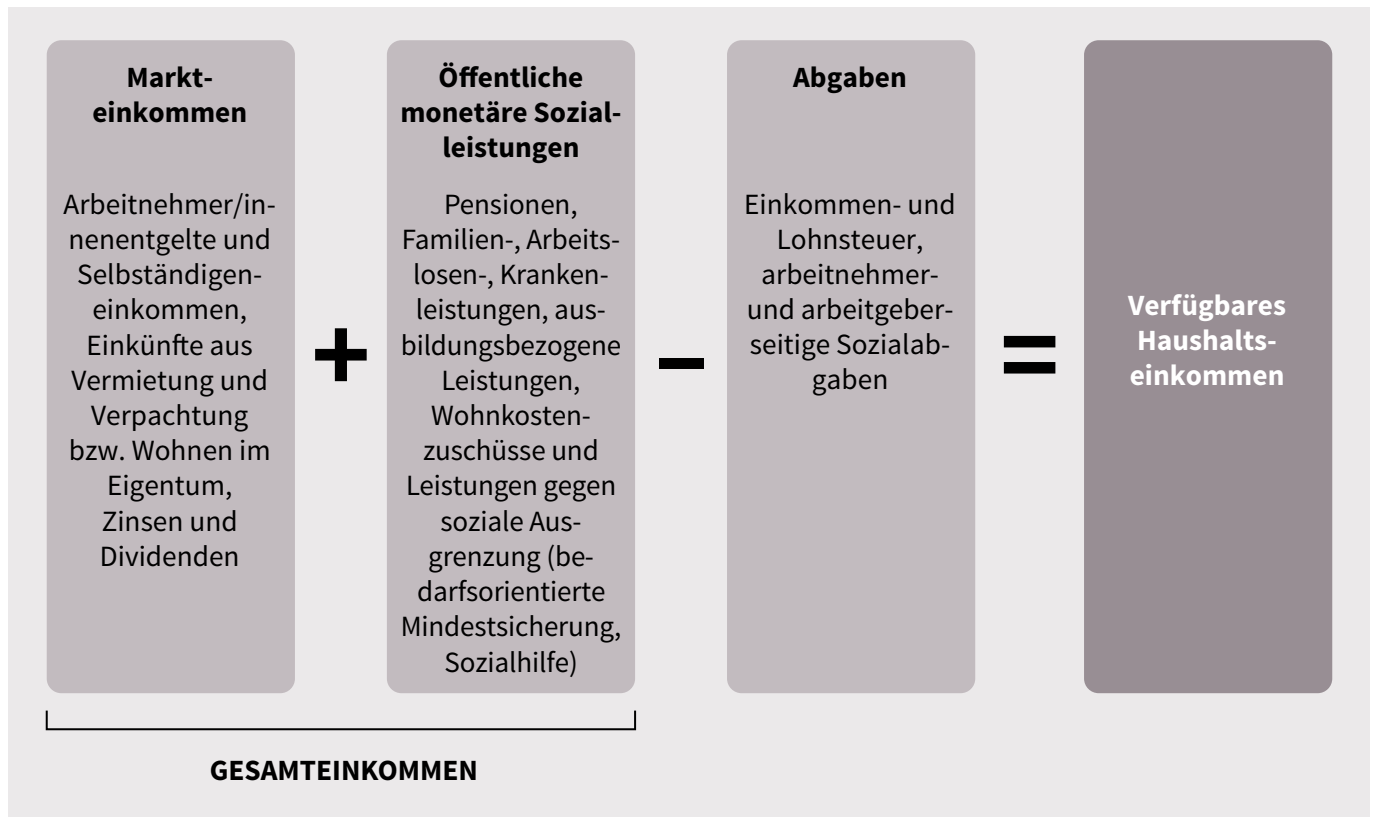 Markt-
einkommen
Arbeitnehmer/in-
nenentgelte und
Selbständigen-
einkommen,
Einkünfte aus
Vermietung und
Verpachtung
bzw. Wohnen im
Eigentum,
Zinsen und
Dividenden
+
Öffentliche
monetäre Sozial-
leistungen
Pensionen,
Familien-, Arbeits-
losen-, Kranken-
leistungen, aus-
bildungsbezogene
Leistungen,
Wohnkosten-
zuschüsse und
Leistungen gegen
soziale Aus-
grenzung (be-
darfsorientierte
Mindestsicherung,
Sozialhilfe)
–
Abgaben
Einkommen- und
Lohnsteuer,
arbeitnehmer-
und arbeitgeber-
seitige Sozialab-
gaben
=
Verfügbares
Haushalts-
einkommen
GESAMTEINKOMMEN